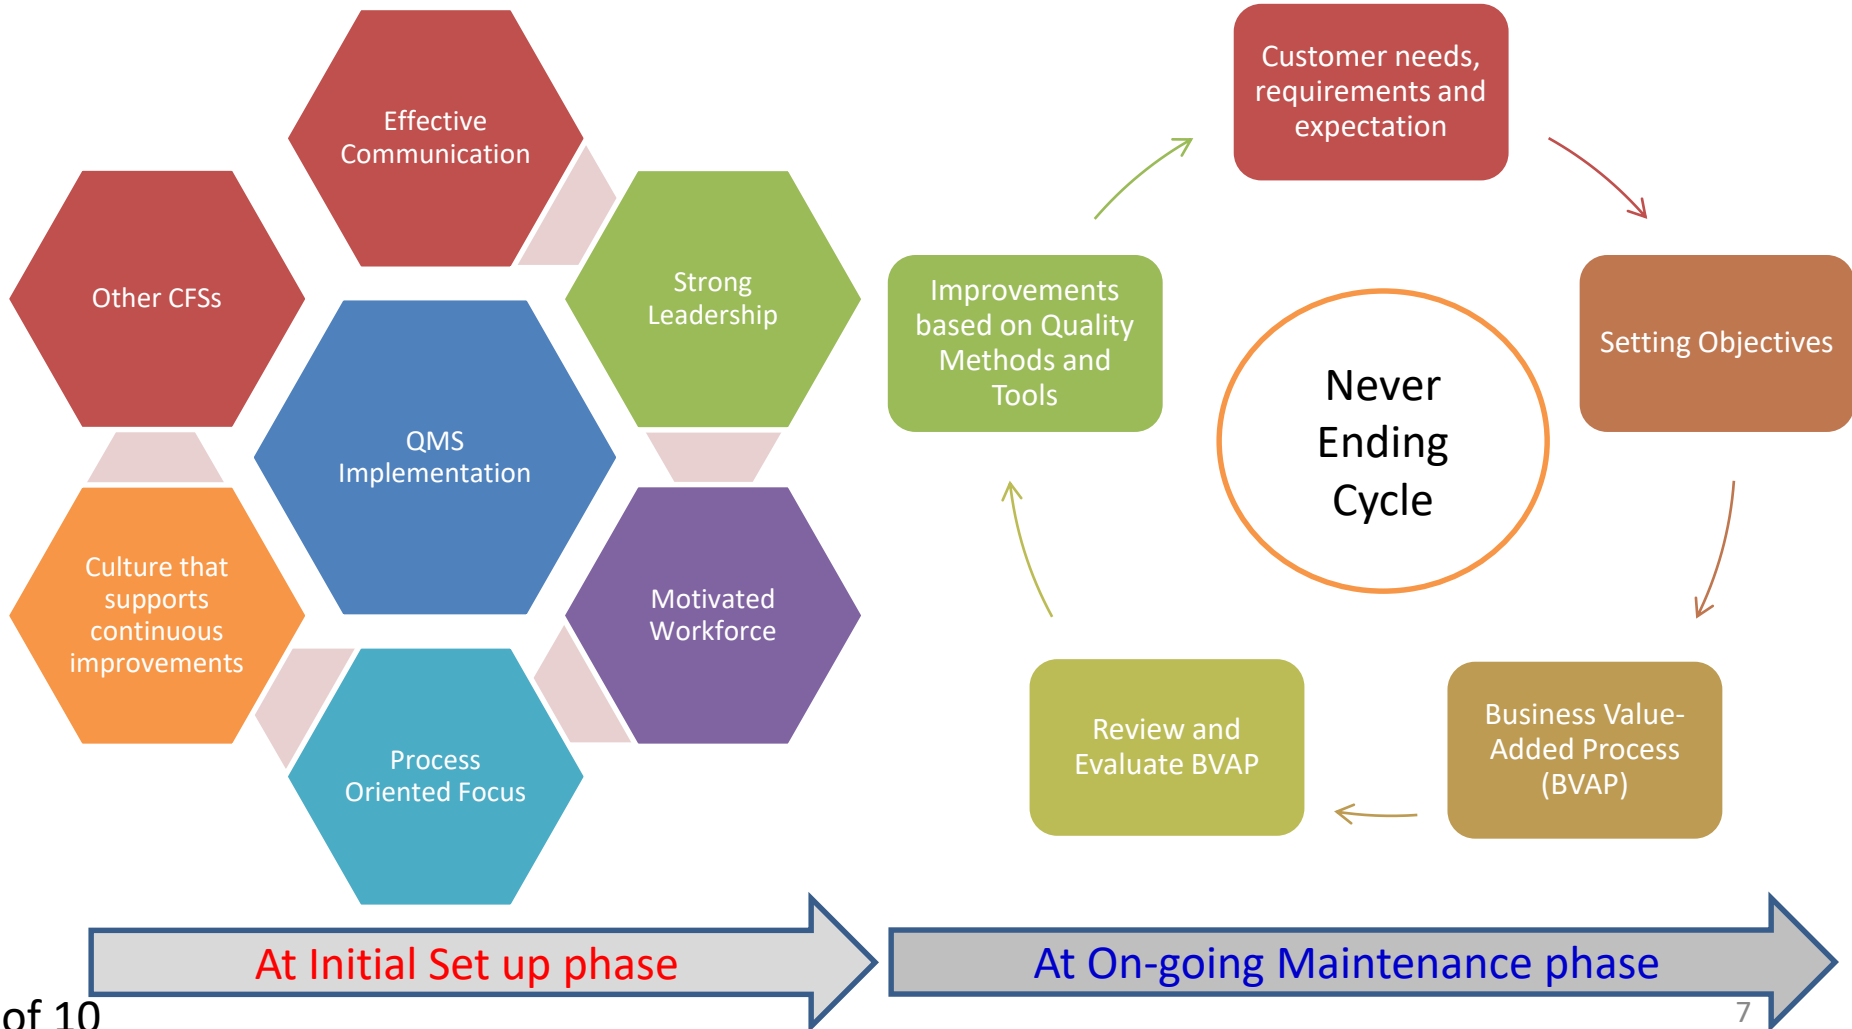 Effective
Communication
Strong
Leadership
Other CFSs
QMS
Implementation
Motivated
Workforce
Culture that
supports
continuous
improvements
Process
Oriented Focus
Customer needs,
requirements and
expectation
Setting Objectives
Business Value-
Added Process
(BVAP)
Review and
Evaluate BVAP
Improvements
based on Quality
Methods and
Tools
Never
Ending
Cycle
At Initial Set up phase
At On-going Maintenance phase
of 10
7